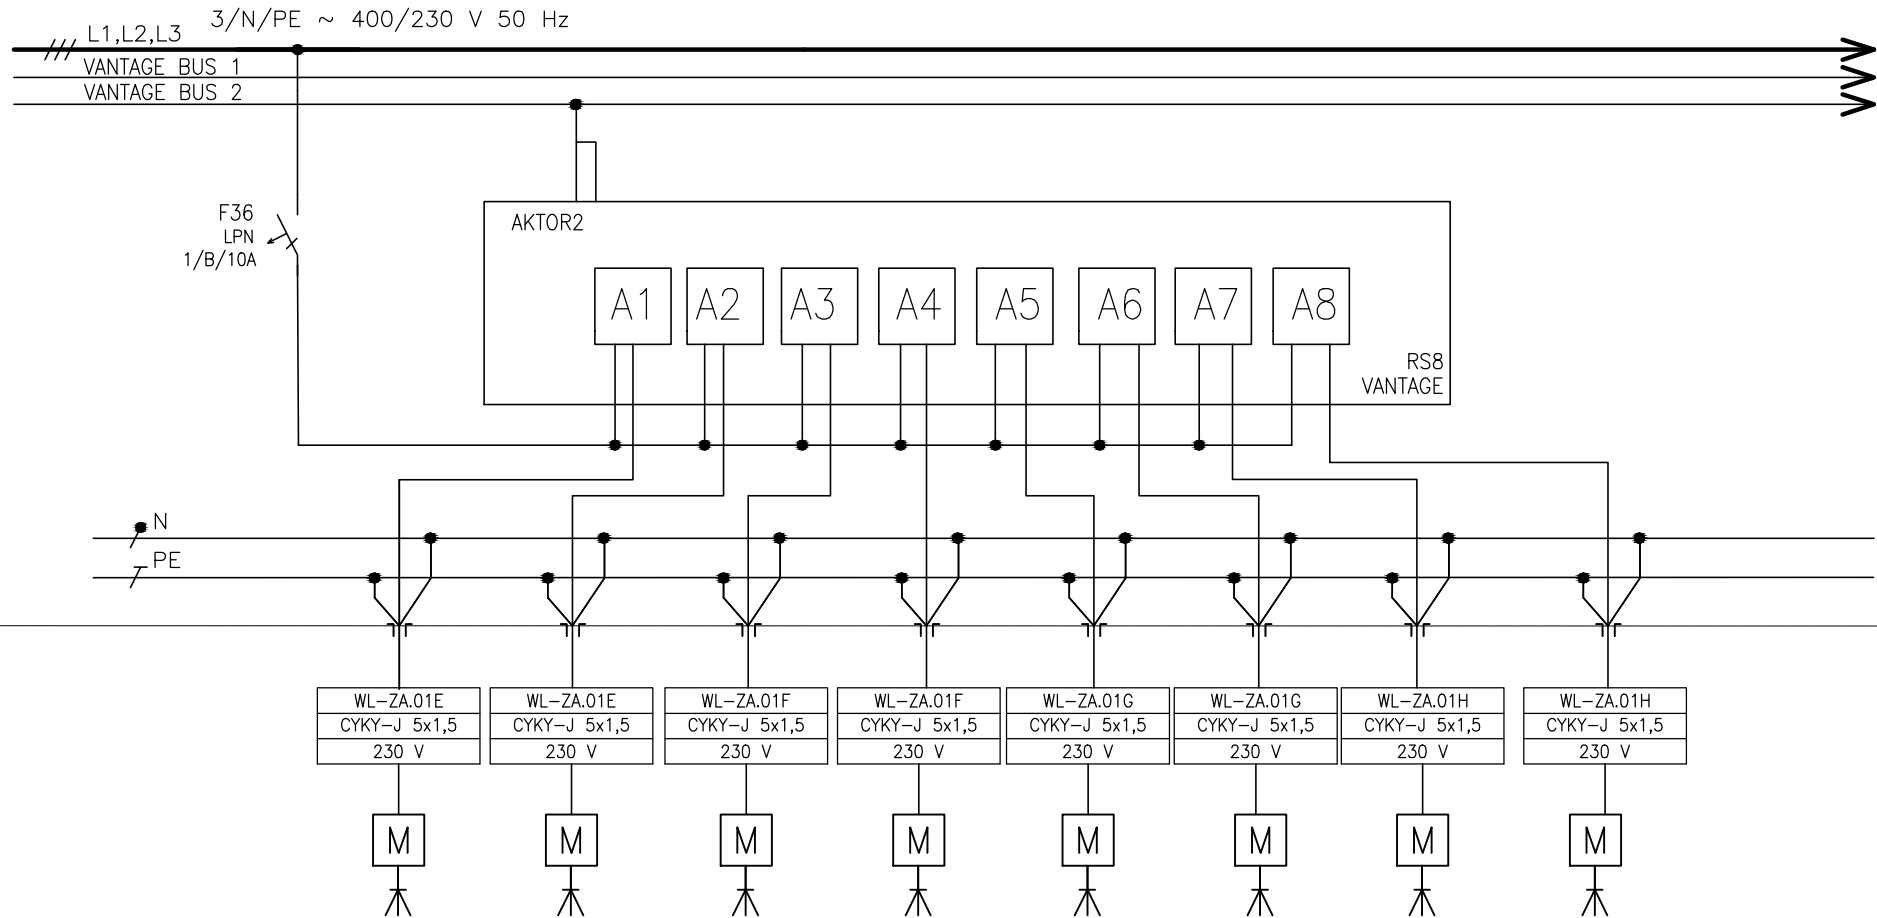 3/N/PE ~ 400/230 V 50 Hz
L1,L2,L3
VANTAGE BUS 1
VANTAGE BUS 2
F36
LPN
1/B/10A
AKTOR2
A1 A2 A3 A4 A5 A6 A7 A8
RS8
VANTAGE
N
PE
WL-ZA.01E WL-ZA.01E WL-ZA.01F WL-ZA.01F WL-ZA.01G WL-ZA.01G WL-ZA.01H WL-ZA.01H
CYKY-J 5x1,5 CYKY-J 5x1,5 CYKY-J 5x1,5 CYKY-J 5x1,5 CYKY-J 5x1,5 CYKY-J 5x1,5 CYKY-J 5x1,5 CYKY-J 5x1,5
230 V 230 V 230 V 230 V 230 V 230 V 230 V 230 V
M M M M M M M M